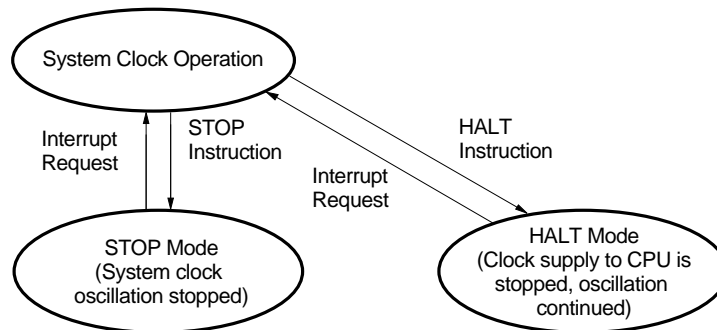 System Clock Operation
Interrupt
Request
STOP
Instruction
HALT
Instruction
Interrupt
Request
STOP Mode
(System clock
oscillation stopped)
HALT Mode
(Clock supply to CPU is
stopped, oscillation
continued)